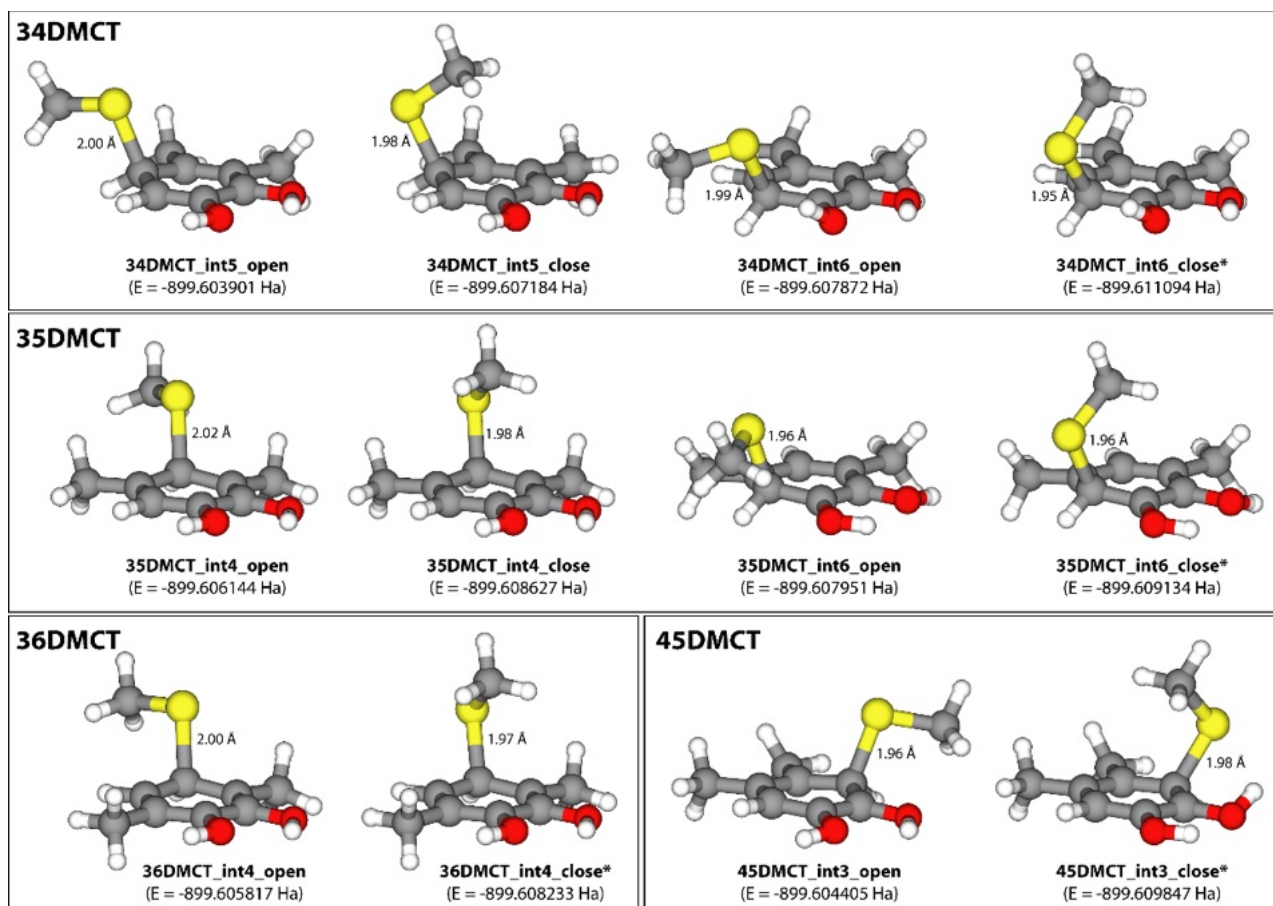 34DMCT
2.00 Å
1.98 Å
1.99 Å
1.95 Å
34DMCT_int5_open
(E = -899.603901 Ha)
34DMCT_int5_close
(E = -899.607184 Ha)
34DMCT_int6_open
(E = -899.607872 Ha)
34DMCT_int6_close*
(E = -899.611094 Ha)
35DMCT
2.02 Å
1.98 Å
1.96 Å
1.96 Å
35DMCT_int4_open
(E = -899.606144 Ha)
35DMCT_int4_close
(E = -899.608627 Ha)
35DMCT_int6_open
(E = -899.607951 Ha)
35DMCT_int6_close*
(E = -899.609134 Ha)
36DMCT
2.00 Å
1.97 Å
36DMCT_int4_open
(E = -899.605817 Ha)
36DMCT_int4_close*
(E = -899.608233 Ha)
45DMCT
1.96 Å
1.98 Å
45DMCT_int3_open
(E = -899.604405 Ha)
45DMCT_int3_close*
(E = -899.609847 Ha)